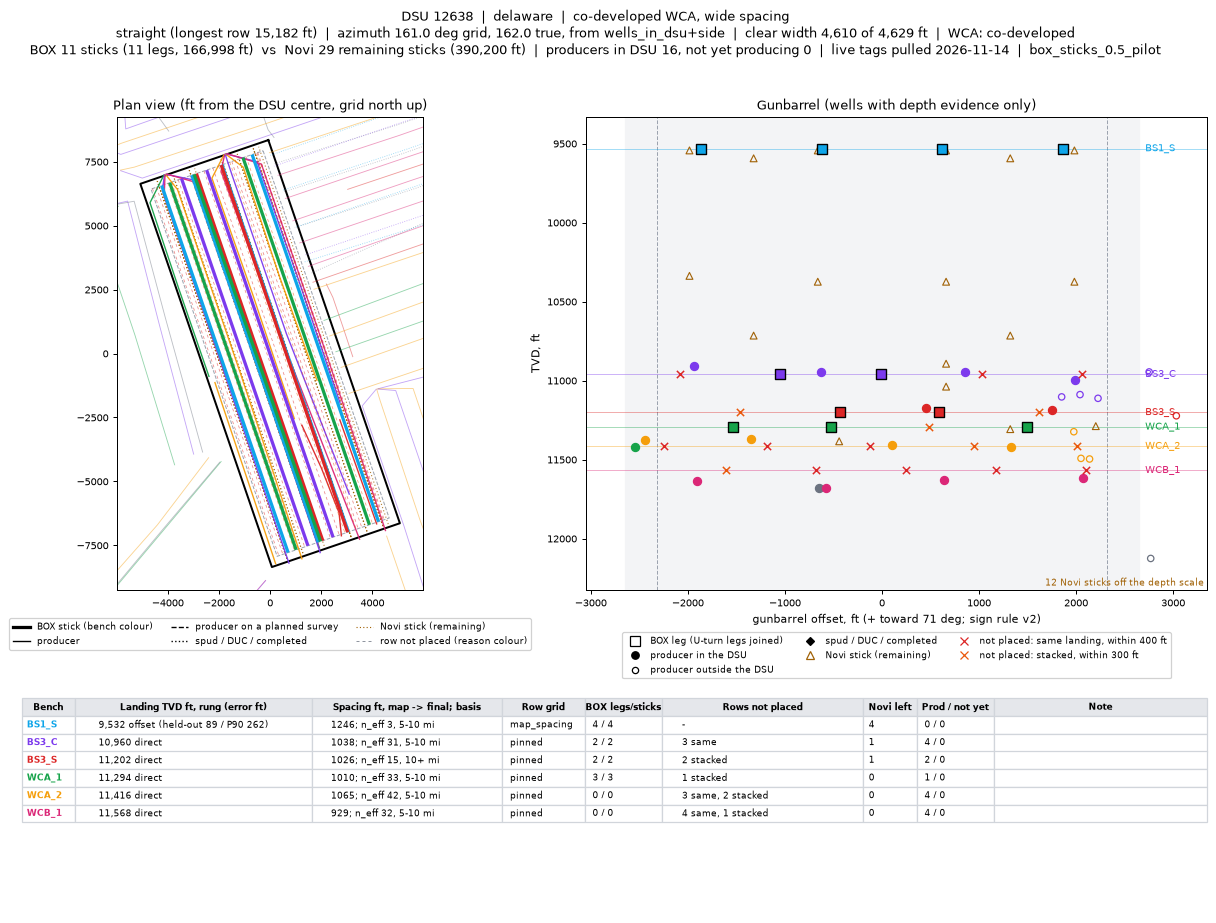 DSU 12638 | delaware | co-developed WCA, wide spacing
straight (longest row 15,182 ft) | azimuth 161.0 deg grid, 162.0 true, from wells_in_dsu+side | clear width 4,610 of 4,629 ft | WCA: co-developed
BOX 11 sticks (11 legs, 166,998 ft) vs Novi 29 remaining sticks (390,200 ft) | producers in DSU 16, not yet producing 0 | live tags pulled 2026-11-14 | box_sticks_0.5_pilot
Plan view (ft from the DSU centre, grid north up)
7500
5000
2500
0
−2500
−5000
−7500
−4000 −2000 0 2000 4000
BOX stick (bench colour)
producer
producer on a planned survey
spud / DUC / completed
Novi stick (remaining)
row not placed (reason colour)
Gunbarrel (wells with depth evidence only)
TVD, ft
9500
10000
10500
11000
11500
12000
BS1_S
BS3_C
BS3_S
WCA_1
WCA_2
WCB_1
12 Novi sticks off the depth scale
−3000 −2000 −1000 0 1000 2000 3000
gunbarrel offset, ft (+ toward 71 deg; sign rule v2)
BOX leg (U-turn legs joined)
producer in the DSU
producer outside the DSU
spud / DUC / completed
Novi stick (remaining)
not placed: same landing, within 400 ft
not placed: stacked, within 300 ft
Bench Landing TVD ft, rung (error ft) Spacing ft, map -> final; basis Row grid BOX legs/sticks Rows not placed Novi left Prod / not yet Note
BS1_S 9,532 offset (held-out 89 / P90 262) 1246; n_eff 3, 5-10 mi map_spacing 4 / 4 - 4 0 / 0
BS3_C 10,960 direct 1038; n_eff 31, 5-10 mi pinned 2 / 2 3 same 1 4 / 0
BS3_S 11,202 direct 1026; n_eff 15, 10+ mi pinned 2 / 2 2 stacked 1 2 / 0
WCA_1 11,294 direct 1010; n_eff 33, 5-10 mi pinned 3 / 3 1 stacked 0 1 / 0
WCA_2 11,416 direct 1065; n_eff 42, 5-10 mi pinned 0 / 0 3 same, 2 stacked 0 4 / 0
WCB_1 11,568 direct 929; n_eff 32, 5-10 mi pinned 0 / 0 4 same, 1 stacked 0 4 / 0